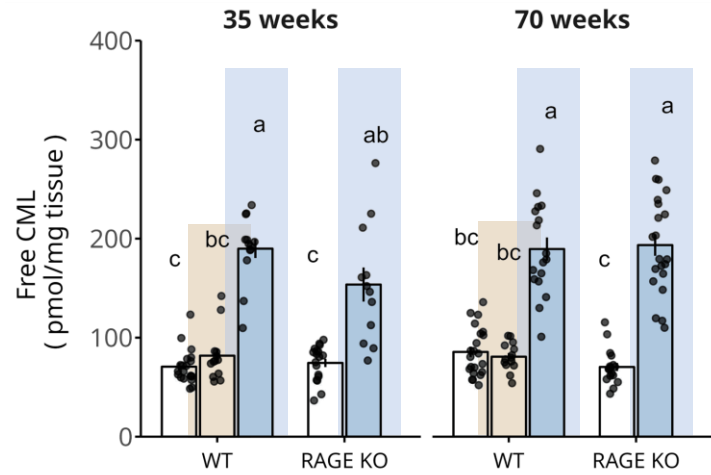 35 weeks 70 weeks
Free CML
( pmol/mg tissue )
400
300
200
100
0
c bc a c ab
bc bc a c a
WT RAGE KO WT RAGE KO